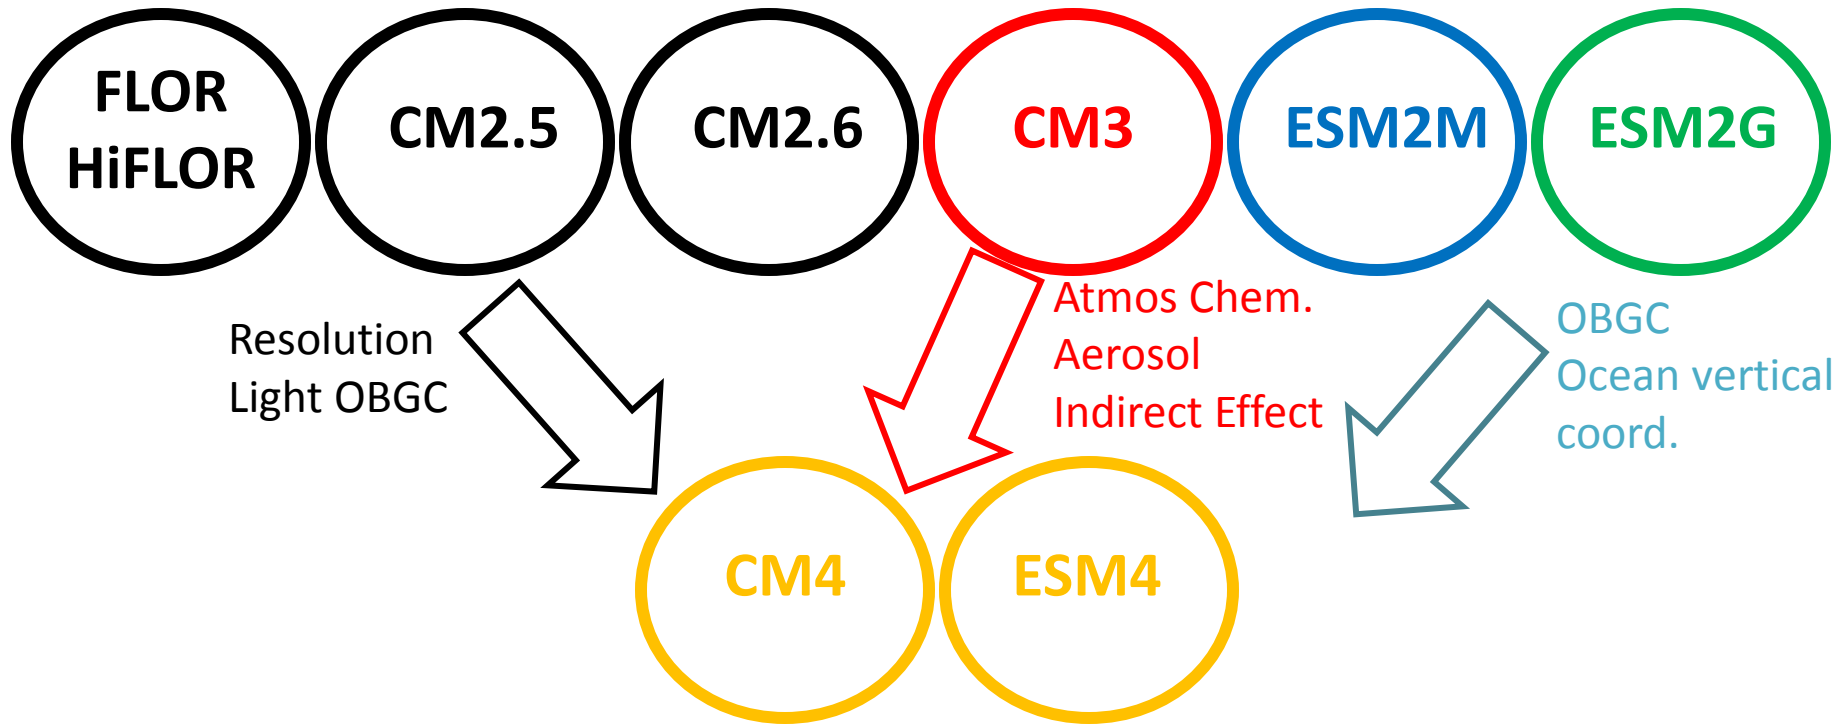 FLOR
HiFLOR
CM2.5
CM2.6
CM3
ESM2M
ESM2G
Resolution
Light OBGC
Atmos Chem.
Aerosol
Indirect Effect
OBGC
Ocean vertical
coord.
CM4
ESM4